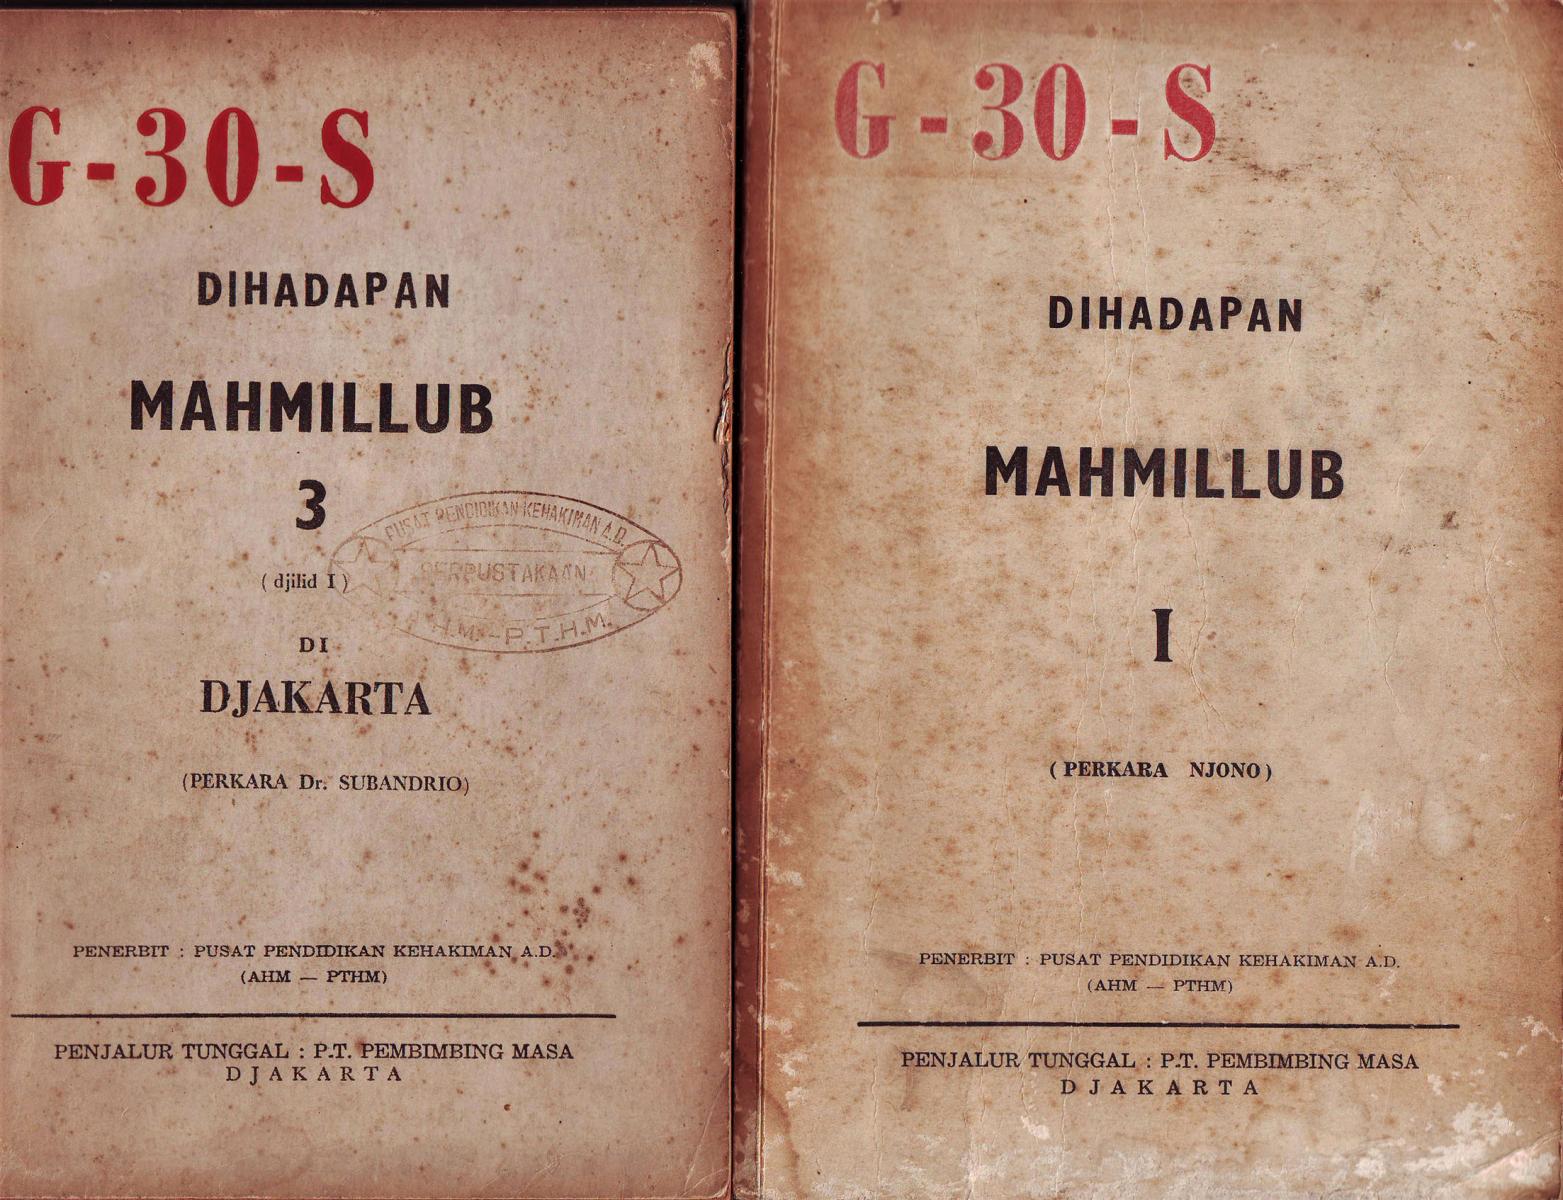 G-30-S
DIHADAPAN
MAHMILLUB
3
(djilid I)
PUSAT PENDIDIKAN KEHAKIMAN A.D.
PERPUSTAKAAN
H.M.-P.T.H.M.
DI
DJAKARTA
(PERKARA Dr. SUBANDRIO)
PENERBIT : PUSAT PENDIDIKAN KEHAKIMAN A.D.
(AHM — PTHM)
PENJALUR TUNGGAL : P.T. PEMBIMBING MASA
DJAKARTA
G-30-S
DIHADAPAN
MAHMILLUB
I
(PERKARA NJONO)
PENERBIT : PUSAT PENDIDIKAN KEHAKIMAN A.D.
(AHM — PTHM)
PENJALUR TUNGGAL : P.T. PEMBIMBING MASA
DJAKARTA